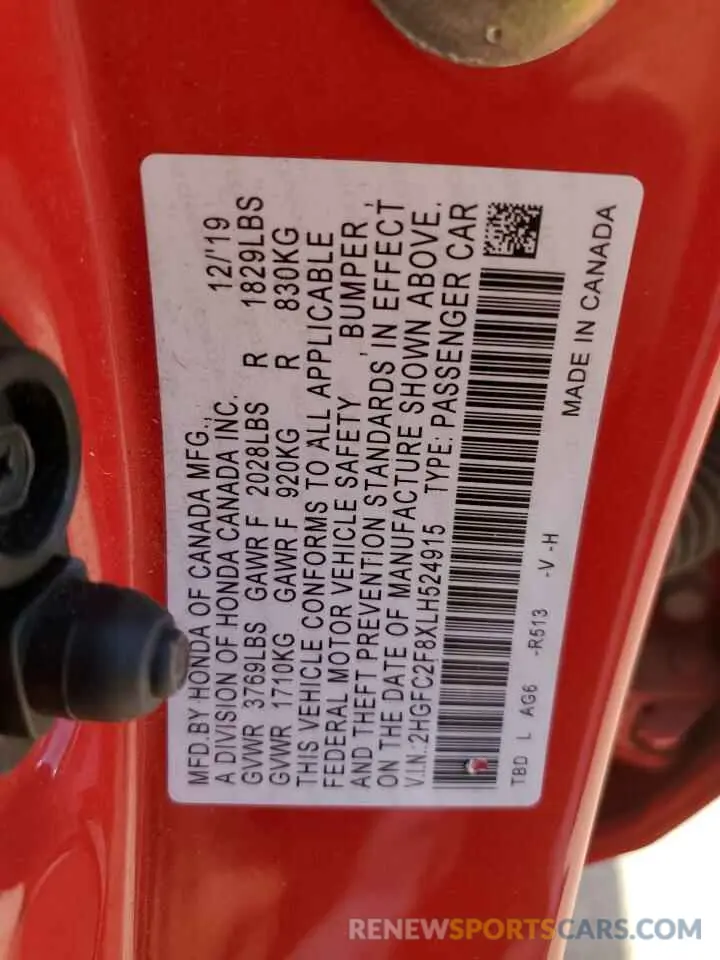 MFD.BY HONDA OF CANADA MFG., 12/'19
A DIVISION OF HONDA CANADA INC.
GVWR 3769LBS GAWR F 2028LBS R 1829LBS
GVWR 1710KG GAWR F 920KG R 830KG
THIS VEHICLE CONFORMS TO ALL APPLICABLE
FEDERAL MOTOR VEHICLE SAFETY, BUMPER,
AND THEFT PREVENTION STANDARDS IN EFFECT
ON THE DATE OF MANUFACTURE SHOWN ABOVE.
V.I.N.:2HGFC2F8XLH524915 TYPE: PASSENGER CAR
TBD L AG6 -R513 -V-H
MADE IN CANADA
RENEWSPORTSCARS.COM